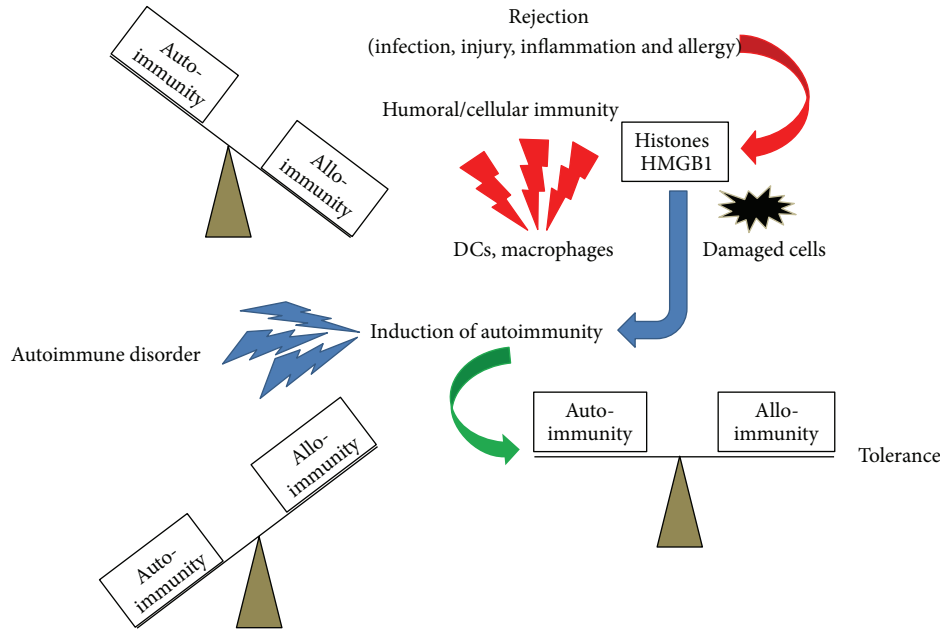 Rejection
(infection, injury, inflammation and allergy)
Auto-
immunity
Allo-
immunity
Humoral/cellular immunity
Histones
HMGB1
DCs, macrophages
Damaged cells
Induction of autoimmunity
Autoimmune disorder
Auto-
immunity
Allo-
immunity
Tolerance
Allo-
immunity
Auto-
immunity